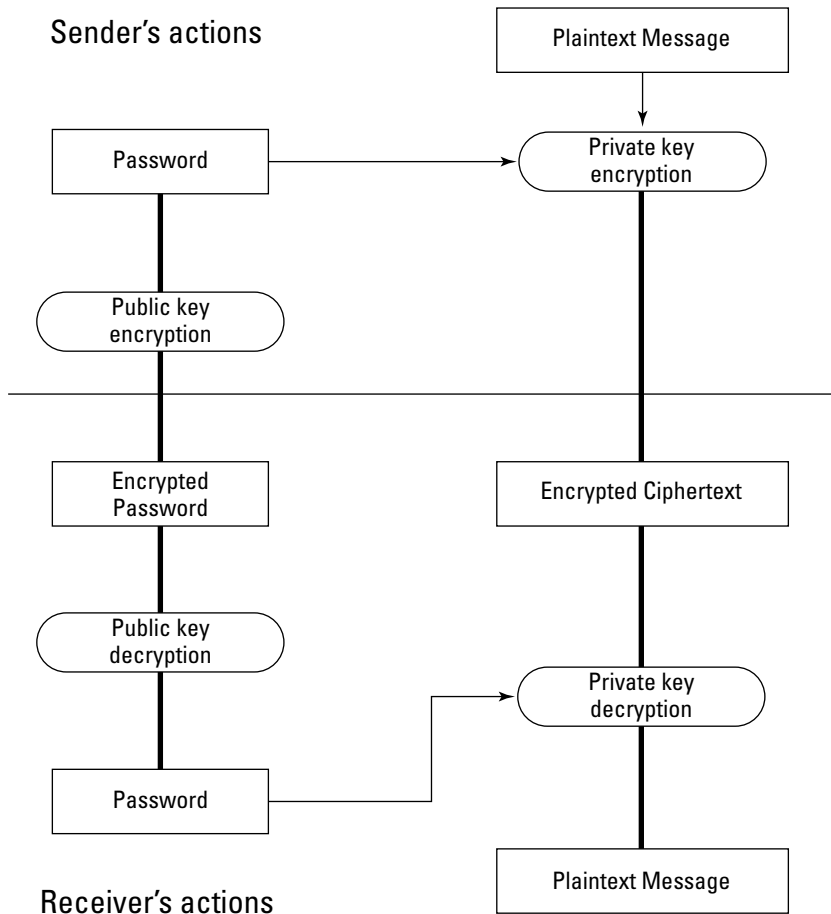 Sender's actions
Plaintext Message
Password
Private key
encryption
Public key
encryption
Encrypted
Password
Encrypted Ciphertext
Public key
decryption
Private key
decryption
Password
Plaintext Message
Receiver's actions